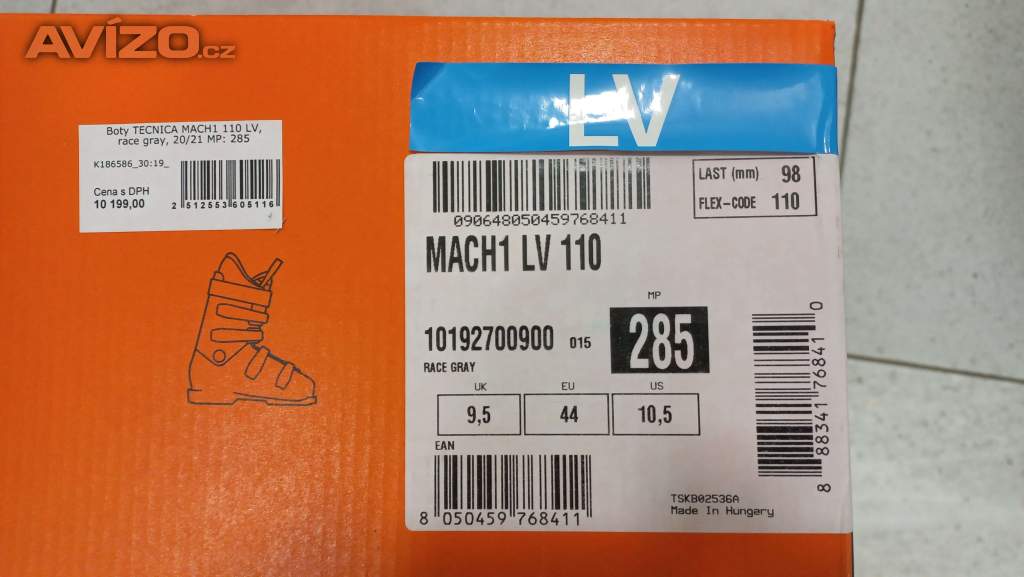 AVÍZO.cz
LV
Boty TECNICA MACH1 110 LV,
race gray, 20/21 MP: 285
K186586_30:19_
Cena s DPH
10 199,00
2 512553 605116
090648050459768411
LAST (mm) 98
FLEX-CODE 110
MACH1 LV 110
MP
285
10192700900 015
RACE GRAY
UK EU US
9,5 44 10,5
EAN
8 050459 768411
8 88341 76841 0
TSKB02536A
Made In Hungary